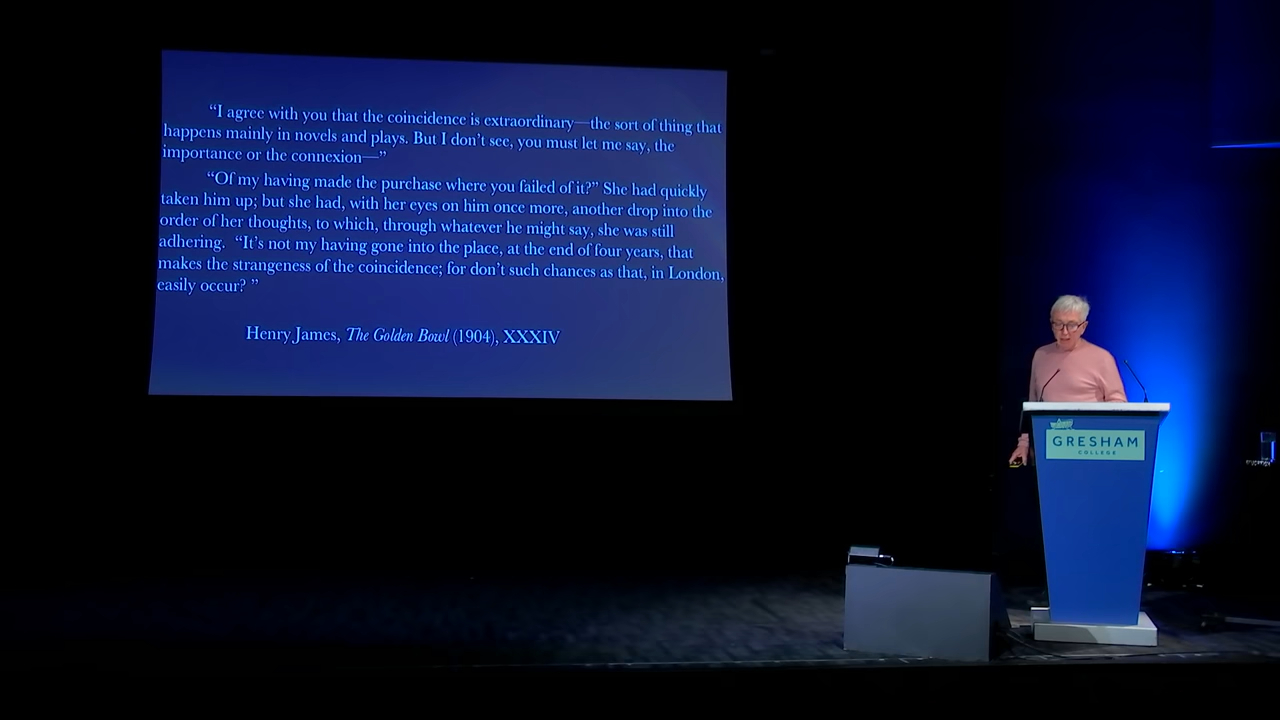 “I agree with you that the coincidence is extraordinary—the sort of thing that
happens mainly in novels and plays. But I don’t see, you must let me say, the
importance or the connexion—”
“Of my having made the purchase where you failed of it?” She had quickly
taken him up; but she had, with her eyes on him once more, another drop into the
order of her thoughts, to which, through whatever he might say, she was still
adhering.  “It’s not my having gone into the place, at the end of four years, that
makes the strangeness of the coincidence; for don’t such chances as that, in London,
easily occur? ”
Henry James, The Golden Bowl (1904), XXXIV
GRESHAM
COLLEGE